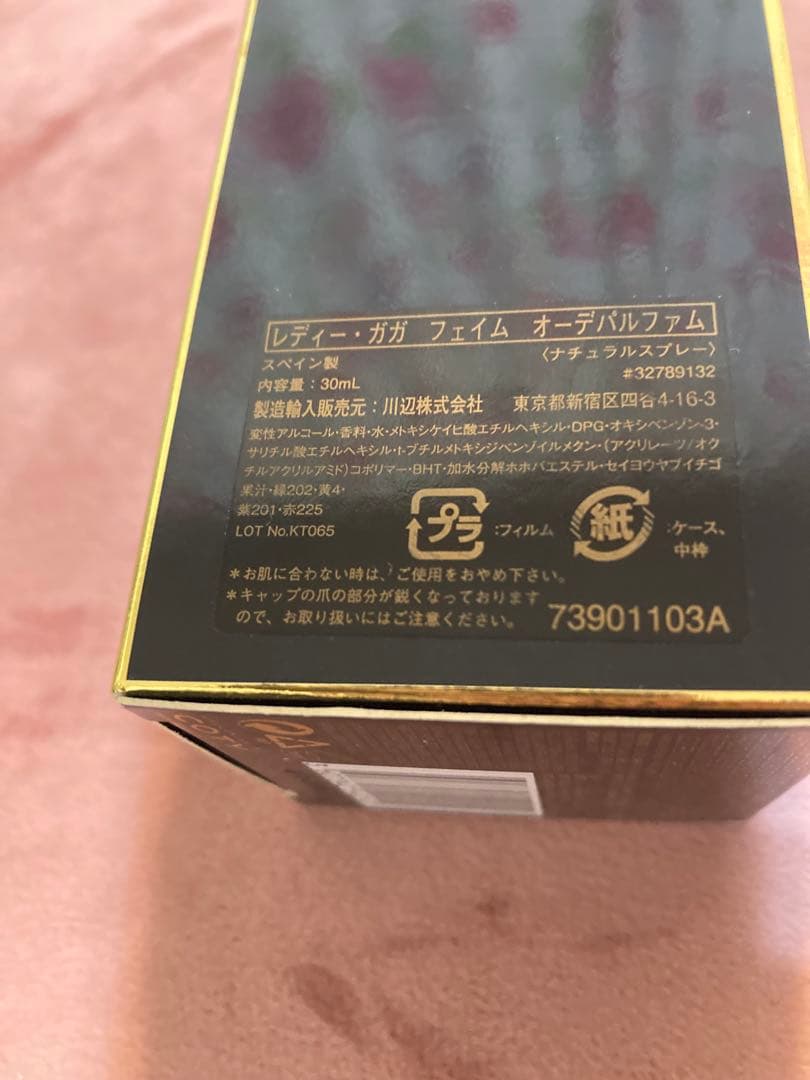 レディー・ガガ フェイム オーデパルファム
スペイン製 〈ナチュラルスプレー〉
内容量：30mL #32789132
製造輸入販売元：川辺株式会社 東京都新宿区四谷4-16-3
変性アルコール・香料・水・メトキシケイヒ酸エチルヘキシル・DPG・オキシベンゾン-3・
サリチル酸エチルヘキシル・t-ブチルメトキシジベンゾイルメタン・(アクリレーツ/オク
チルアクリルアミド)コポリマー・BHT・加水分解ホホバエステル・セイヨウヤブイチゴ
果汁・緑202・黄4・
紫201・赤225
LOT No.KT065
プラ :フィルム 紙 :ケース、
中枠
＊お肌に合わない時は、ご使用をおやめ下さい。
＊キャップの爪の部分が鋭くなっております
ので、お取り扱いにはご注意ください。 73901103A
COTY